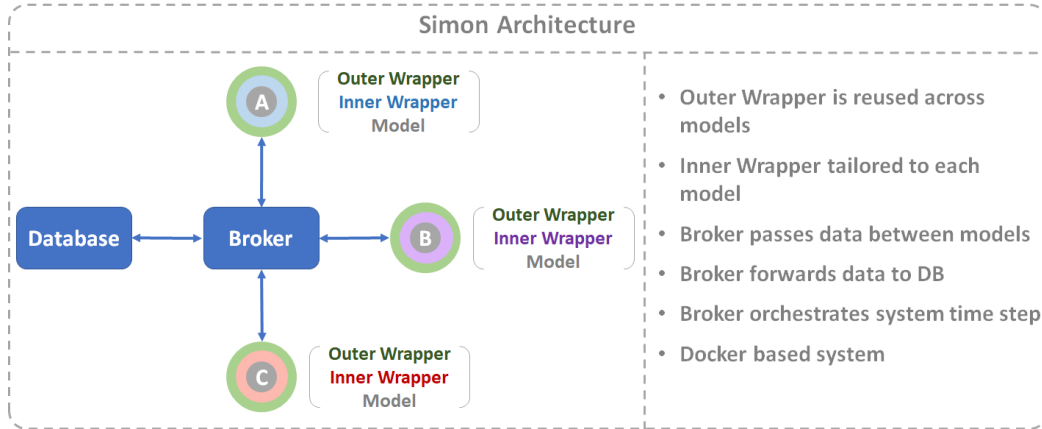 Simon Architecture
A
Outer Wrapper
Inner Wrapper
Model
Database
Broker
B
Outer Wrapper
Inner Wrapper
Model
C
Outer Wrapper
Inner Wrapper
Model
• Outer Wrapper is reused across
models
• Inner Wrapper tailored to each
model
• Broker passes data between models
• Broker forwards data to DB
• Broker orchestrates system time step
• Docker based system